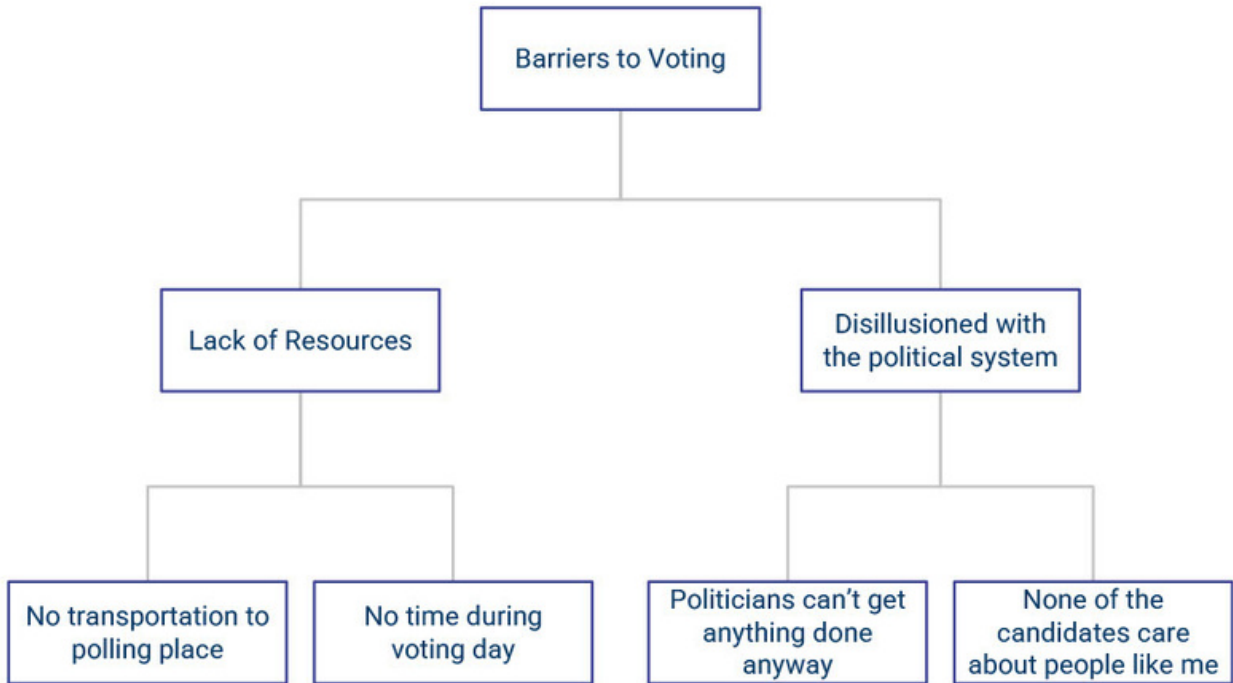 Barriers to Voting
Lack of Resources
Disillusioned with
the political system
No transportation to
polling place
No time during
voting day
Politicians can’t get
anything done
anyway
None of the
candidates care
about people like me